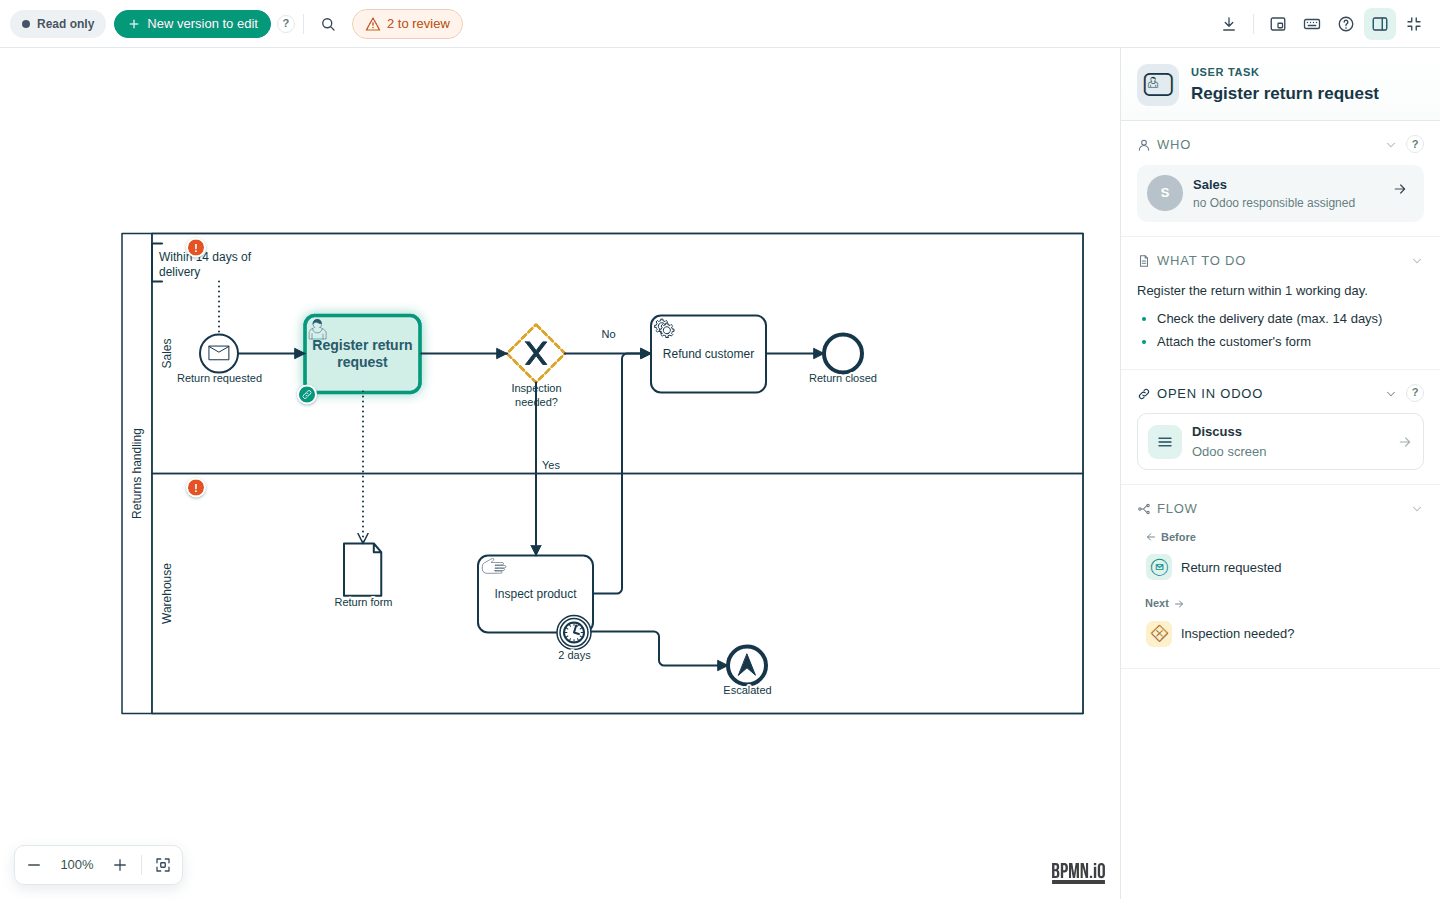 Read only
New version to edit
?
2 to review
USER TASK
Register return request
WHO
?
S
Sales
no Odoo responsible assigned
WHAT TO DO
Register the return within 1 working day.
Check the delivery date (max. 14 days)
Attach the customer's form
OPEN IN ODOO
?
Discuss
Odoo screen
FLOW
Before
Return requested
Next
Inspection needed?
Returns handling
Sales
Within 14 days of
delivery
Return requested
Register return
request
Inspection
needed?
No
Yes
Refund customer
Return closed
Warehouse
Return form
Inspect product
2 days
Escalated
100%
BPMN.iO